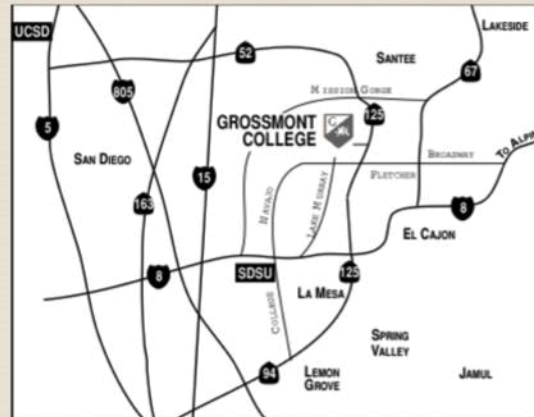 UCSD
LAKESIDE
52
SANTEE
67
805
MISSION GORGE
125
GROSSMONT
COLLEGE
5
SAN DIEGO
BROADWAY
TO ALPINE
15
FLETCHER
163
NAVAJO
LAKE MURRAY
8
EL CAJON
8
SDSU
125
LA MESA
COLLEGE
SPRING
VALLEY
94
LEMON
GROVE
JAMUL